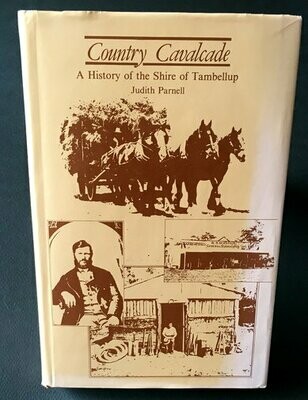 Country Cavalcade
A History of the Shire of Tambellup
Judith Parnell